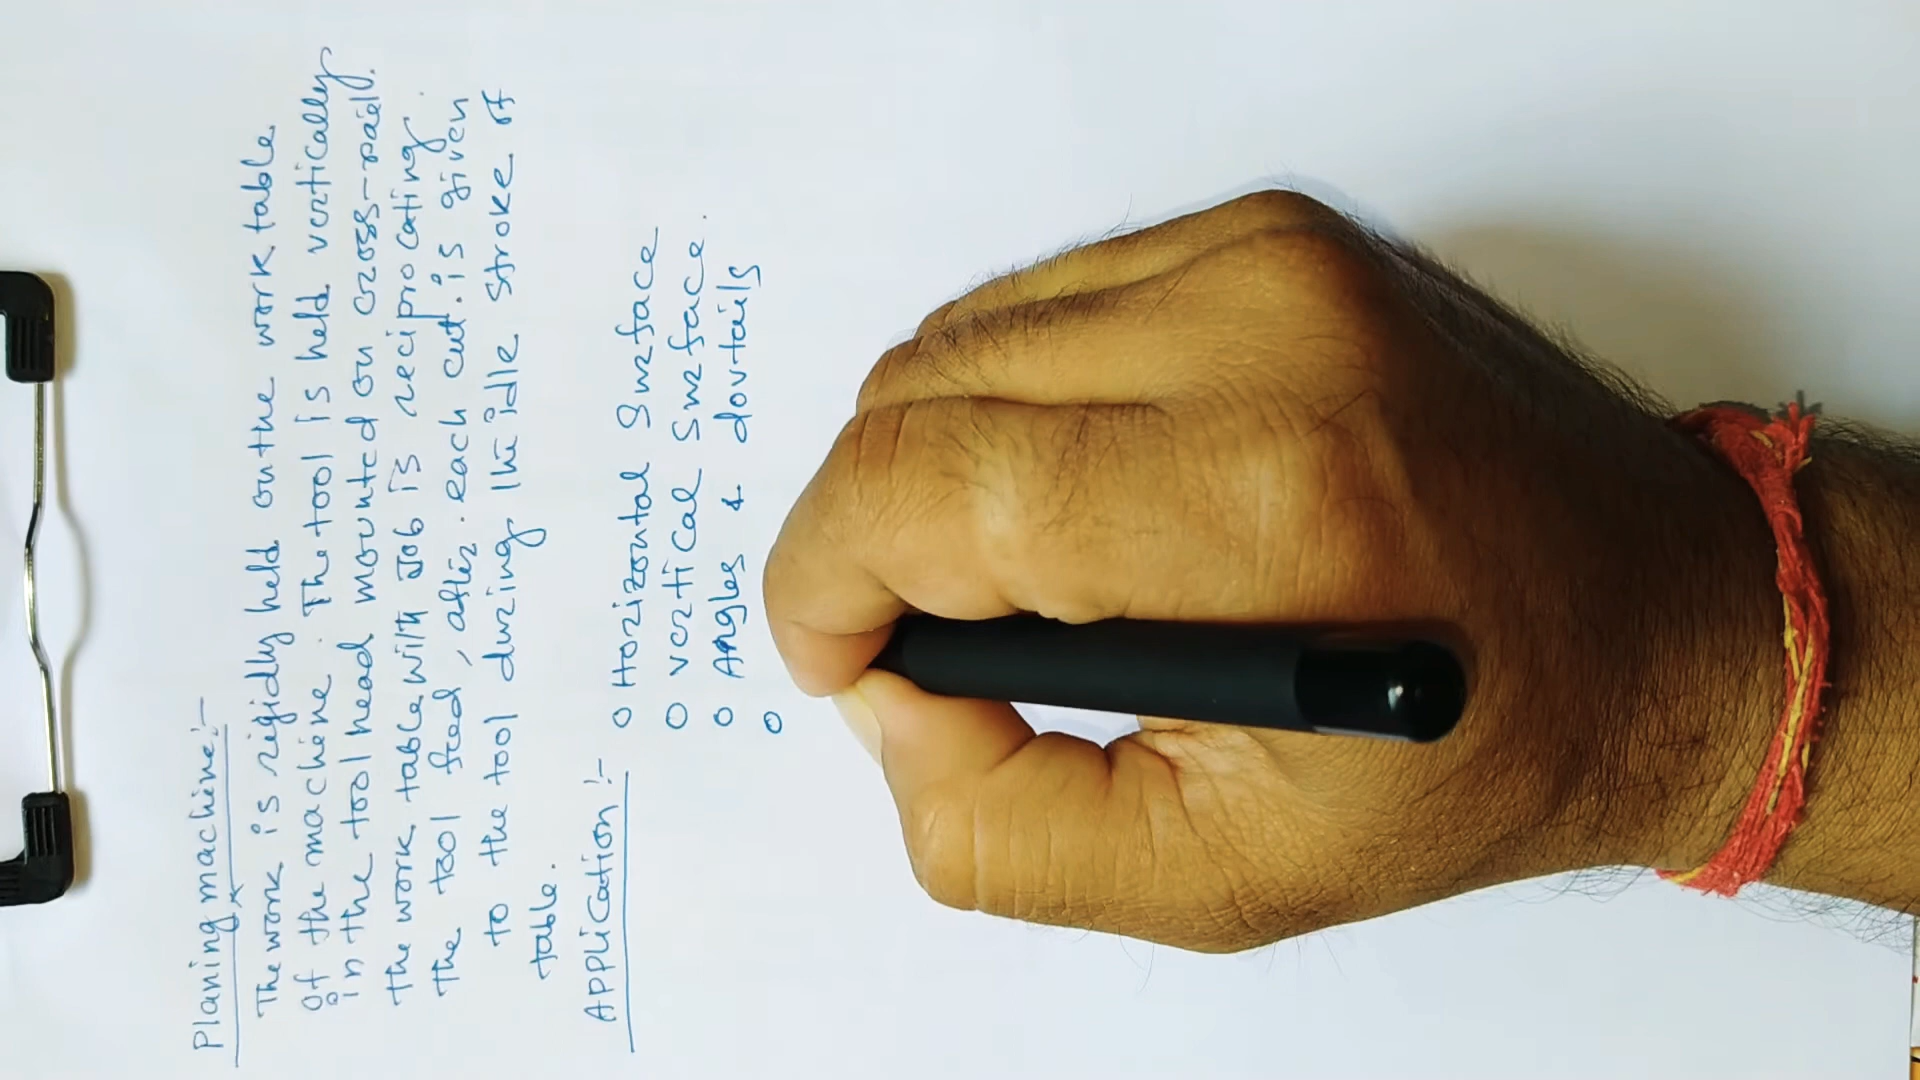 Planing machine:-
The work is rigidly held on the work table
of the machine. The tool is held vertically
in the tool head mounted on cross-rail.
the work table with Job is reciprocating.
The tool feed, after each cut is given
to the tool during the idle stroke of
table.
Application:-
o Horizontal Surface
o vertical Surface.
o Angles & dovtails
o